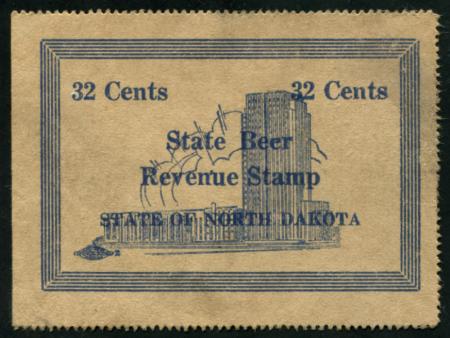 32 Cents 32 Cents
State Beer
Revenue Stamp
STATE OF NORTH DAKOTA